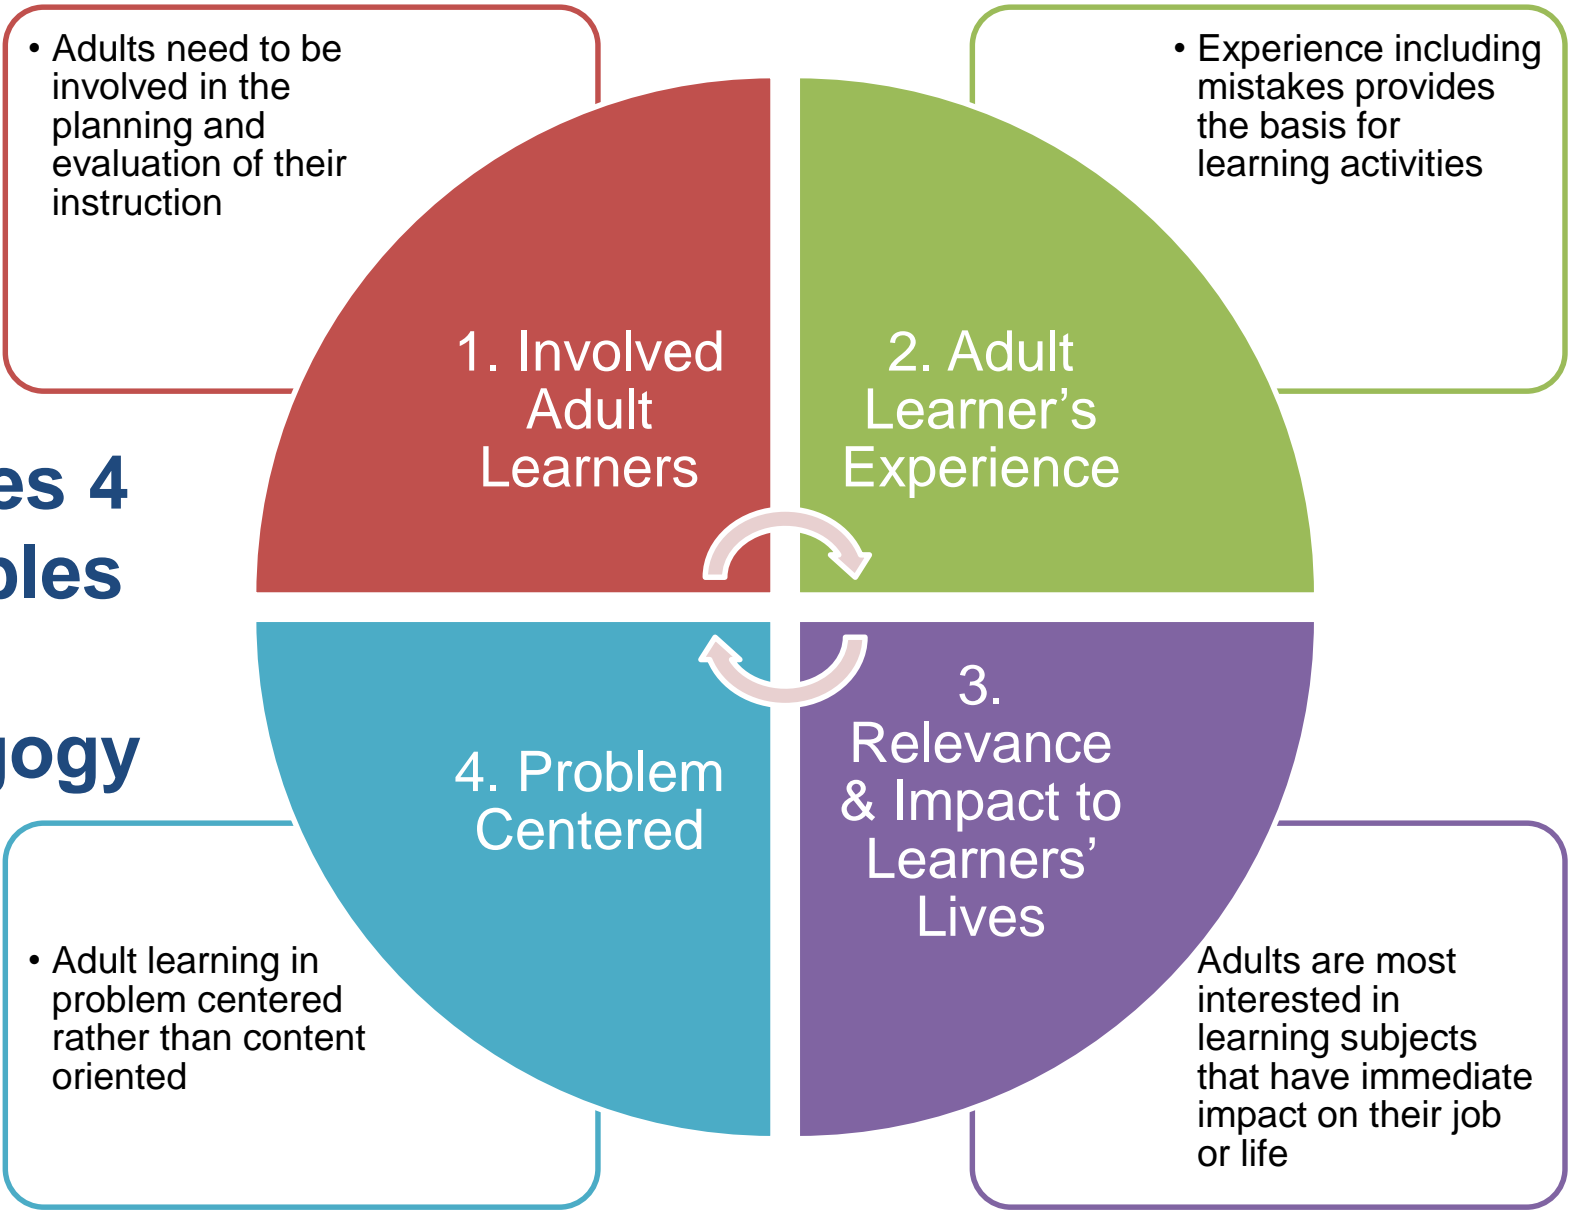 • Adults need to be
involved in the
planning and
evaluation of their
instruction
• Experience including
mistakes provides
the basis for
learning activities
1. Involved
Adult
Learners
2. Adult
Learner’s
Experience
es 4
ples
gogy
4. Problem
Centered
3.
Relevance
& Impact to
Learners’
Lives
• Adult learning in
problem centered
rather than content
oriented
Adults are most
interested in
learning subjects
that have immediate
impact on their job
or life